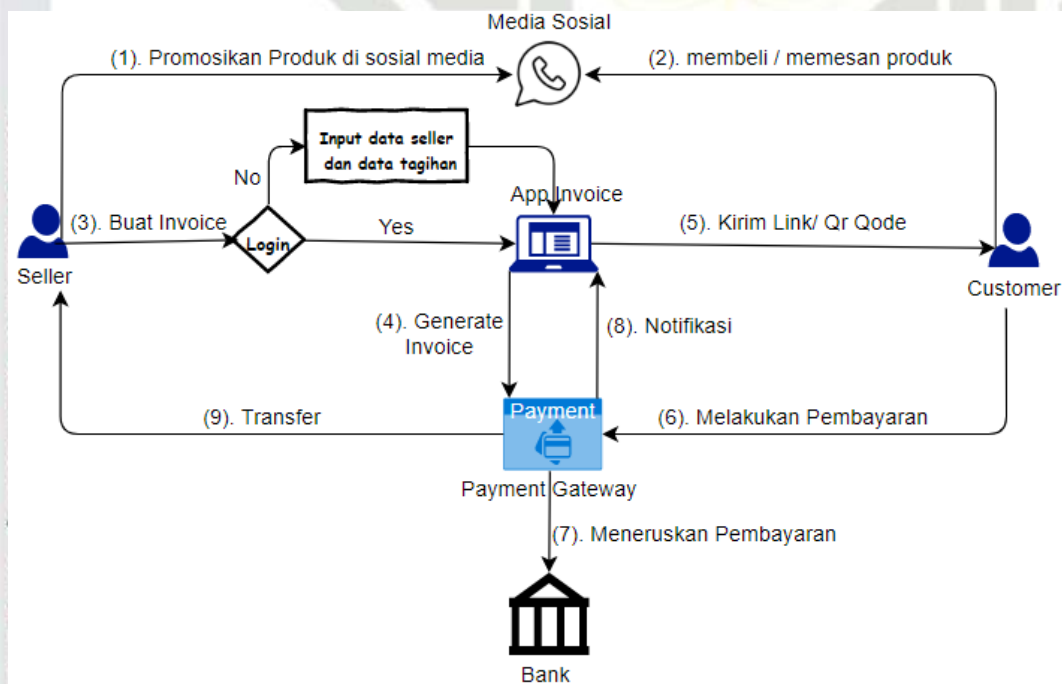 Media Sosial
(1). Promosikan Produk di sosial media
(2). membeli / memesan produk
Input data seller
dan data tagihan
No
App Invoice
(3). Buat Invoice
Login
Yes
(5). Kirim Link/ Qr Qode
Seller
Customer
(4). Generate
Invoice
(8). Notifikasi
Payment
(9). Transfer
(6). Melakukan Pembayaran
Payment Gateway
(7). Meneruskan Pembayaran
Bank